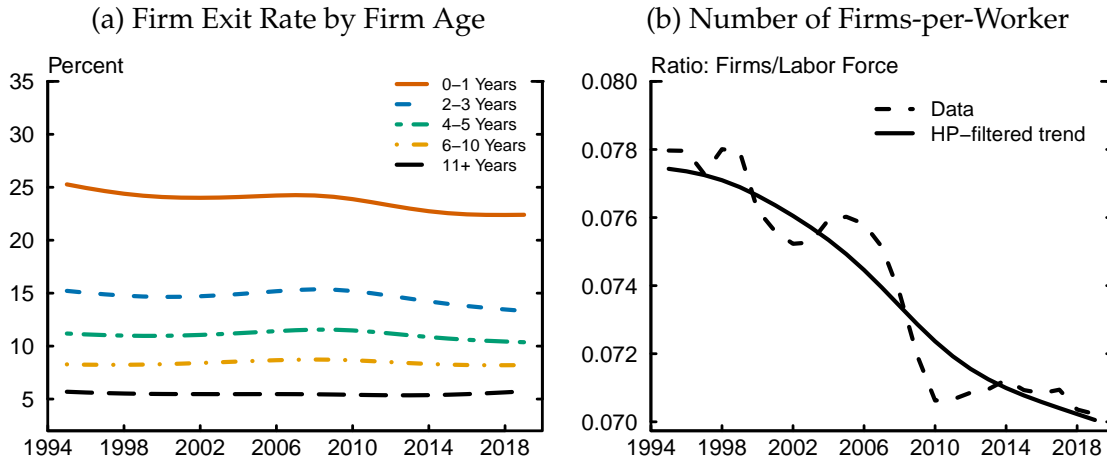 (a) Firm Exit Rate by Firm Age
Percent
35
30
25
20
15
10
5
0–1 Years
2–3 Years
4–5 Years
6–10 Years
11+ Years
1994 1998 2002 2006 2010 2014 2018
(b) Number of Firms-per-Worker
Ratio: Firms/Labor Force
0.080
0.078
0.076
0.074
0.072
0.070
Data
HP–filtered trend
1994 1998 2002 2006 2010 2014 2018